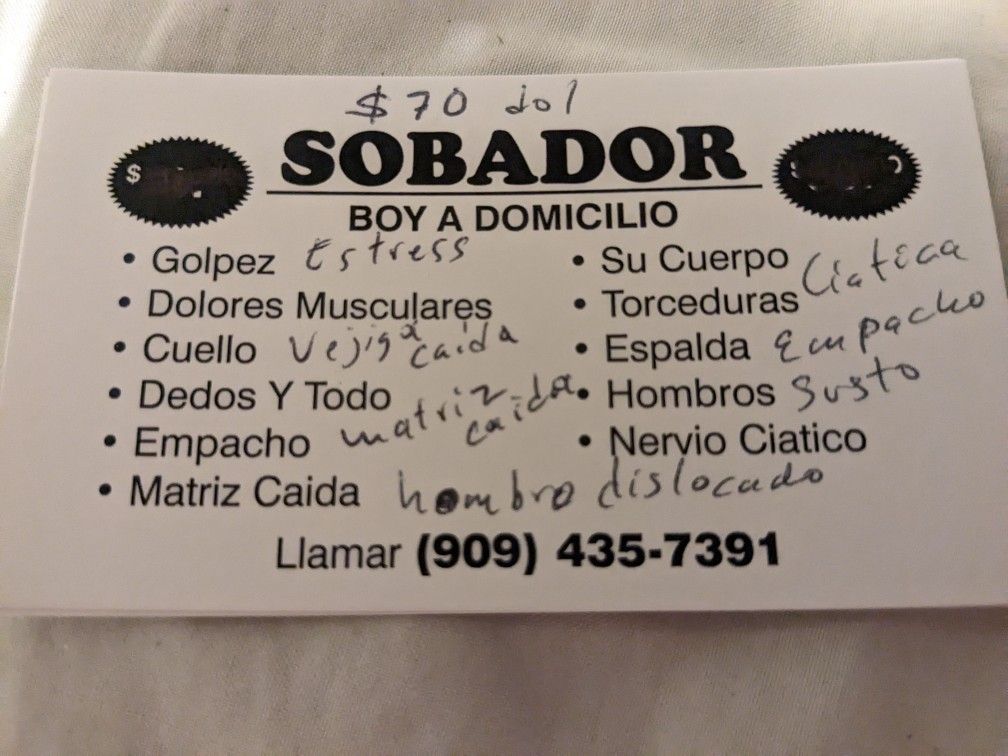 $ 70 dol
SOBADOR
$
BOY A DOMICILIO
• Golpez Estress
• Dolores Musculares
• Cuello Vejiga caida
• Dedos Y Todo
• Empacho matriz caida
• Matriz Caida hombro dislocado
• Su Cuerpo Ciatica
• Torceduras
• Espalda Empacho
• Hombros Susto
• Nervio Ciatico
Llamar (909) 435-7391